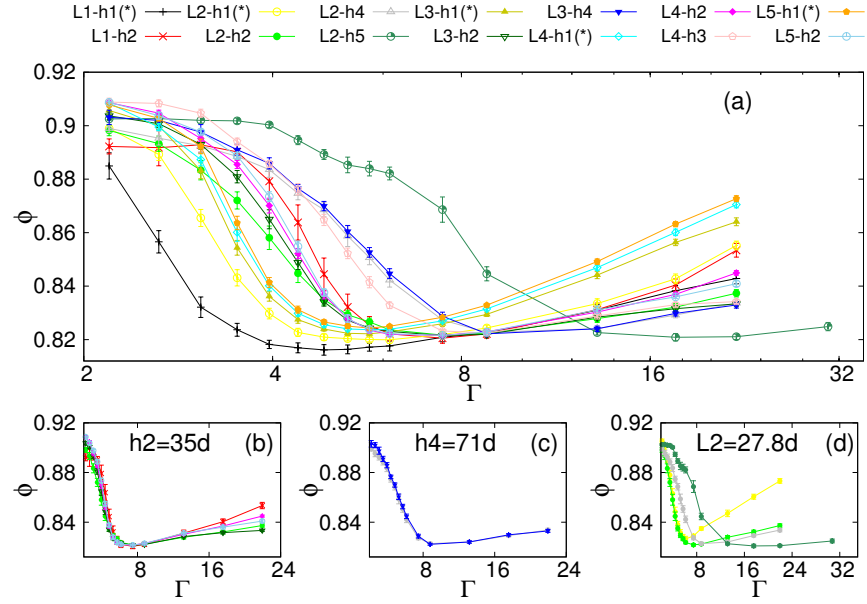 L1-h1(*) L2-h1(*) L2-h4 L3-h1(*) L3-h4 L4-h2 L5-h1(*)
L1-h2 L2-h2 L2-h5 L3-h2 L4-h1(*) L4-h3 L5-h2
0.92
0.9
0.88
0.86
0.84
0.82
ϕ
(a)
2 4 8 16 32
Γ
0.92
0.88
0.84
ϕ
h2=35d (b)
8 16 24
Γ
0.92
0.88
0.84
ϕ
h4=71d (c)
8 16 24
Γ
0.92
0.88
0.84
ϕ
L2=27.8d (d)
8 16 24 32
Γ